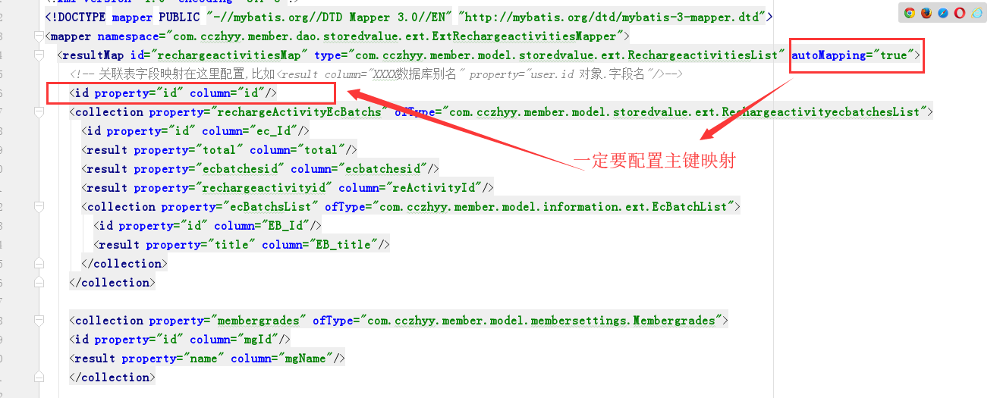 <!DOCTYPE mapper PUBLIC "-//mybatis.org//DTD Mapper 3.0//EN" "http://mybatis.org/dtd/mybatis-3-mapper.dtd">
<mapper namespace="com.cczhyy.member.dao.storedvalue.ext.ExtRechargeactivitiesMapper">
<resultMap id="rechargeactivitiesMap" type="com.cczhyy.member.model.storedvalue.ext.RechargeactivitiesList" autoMapping="true">
<!-- 关联表字段映射在这里配置,比如<result column="XXXX数据库别名" property="user.id 对象.字段名"/>-->
<id property="id" column="id"/>
<collection property="rechargeActivityEcBatchs" ofType="com.cczhyy.member.model.storedvalue.ext.RechargeactivityecbatchesList">
<id property="id" column="ec_Id"/>
<result property="total" column="total"/>
一定要配置主键映射
<result property="ecbatchesid" column="ecbatchesid"/>
<result property="rechargeactivityid" column="reActivityId"/>
<collection property="ecBatchsList" ofType="com.cczhyy.member.model.information.ext.EcBatchList">
<id property="id" column="EB_Id"/>
<result property="title" column="EB_title"/>
</collection>
</collection>
<collection property="membergrades" ofType="com.cczhyy.member.model.membersettings.Membergrades">
<id property="id" column="mgId"/>
<result property="name" column="mgName"/>
</collection>